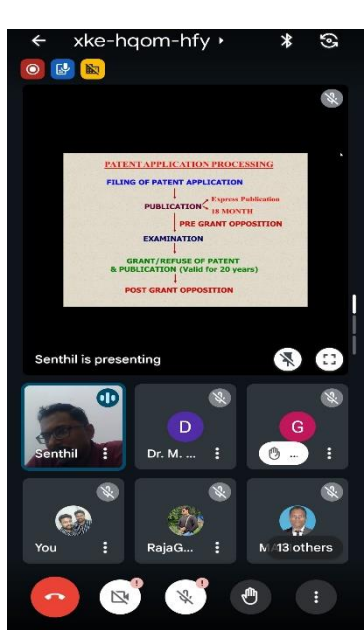 xke-hqom-hfy
PATENT APPLICATION PROCESSING
FILING OF PATENT APPLICATION
PUBLICATION
Express Publication
18 MONTH
PRE GRANT OPPOSITION
EXAMINATION
GRANT/REFUSE OF PATENT
& PUBLICATION (Valid for 20 years)
POST GRANT OPPOSITION
Senthil is presenting
Senthil
D
Dr. M. ...
G
...
You
RajaG...
13 others